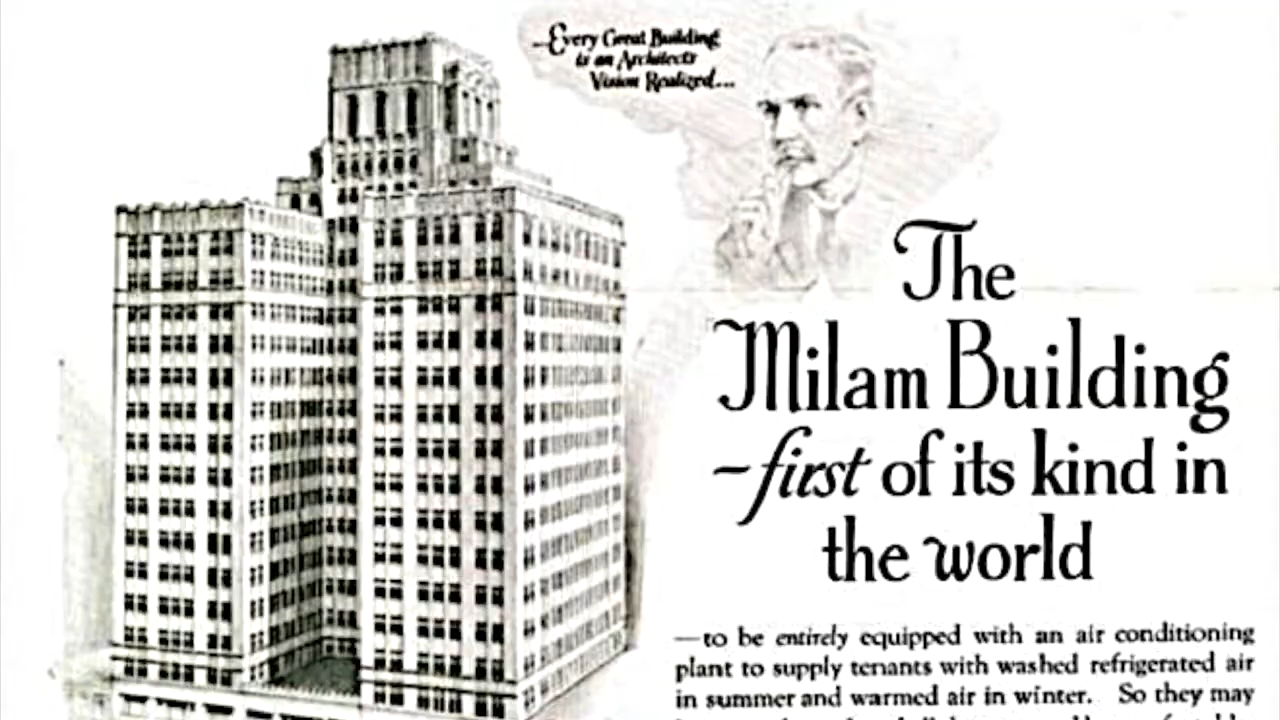 —Every Great Building
is an Architect's
Vision Realized...
The
Milam Building
–first of its kind in
the world
—to be entirely equipped with an air conditioning
plant to supply tenants with washed refrigerated air
in summer and warmed air in winter. So they may